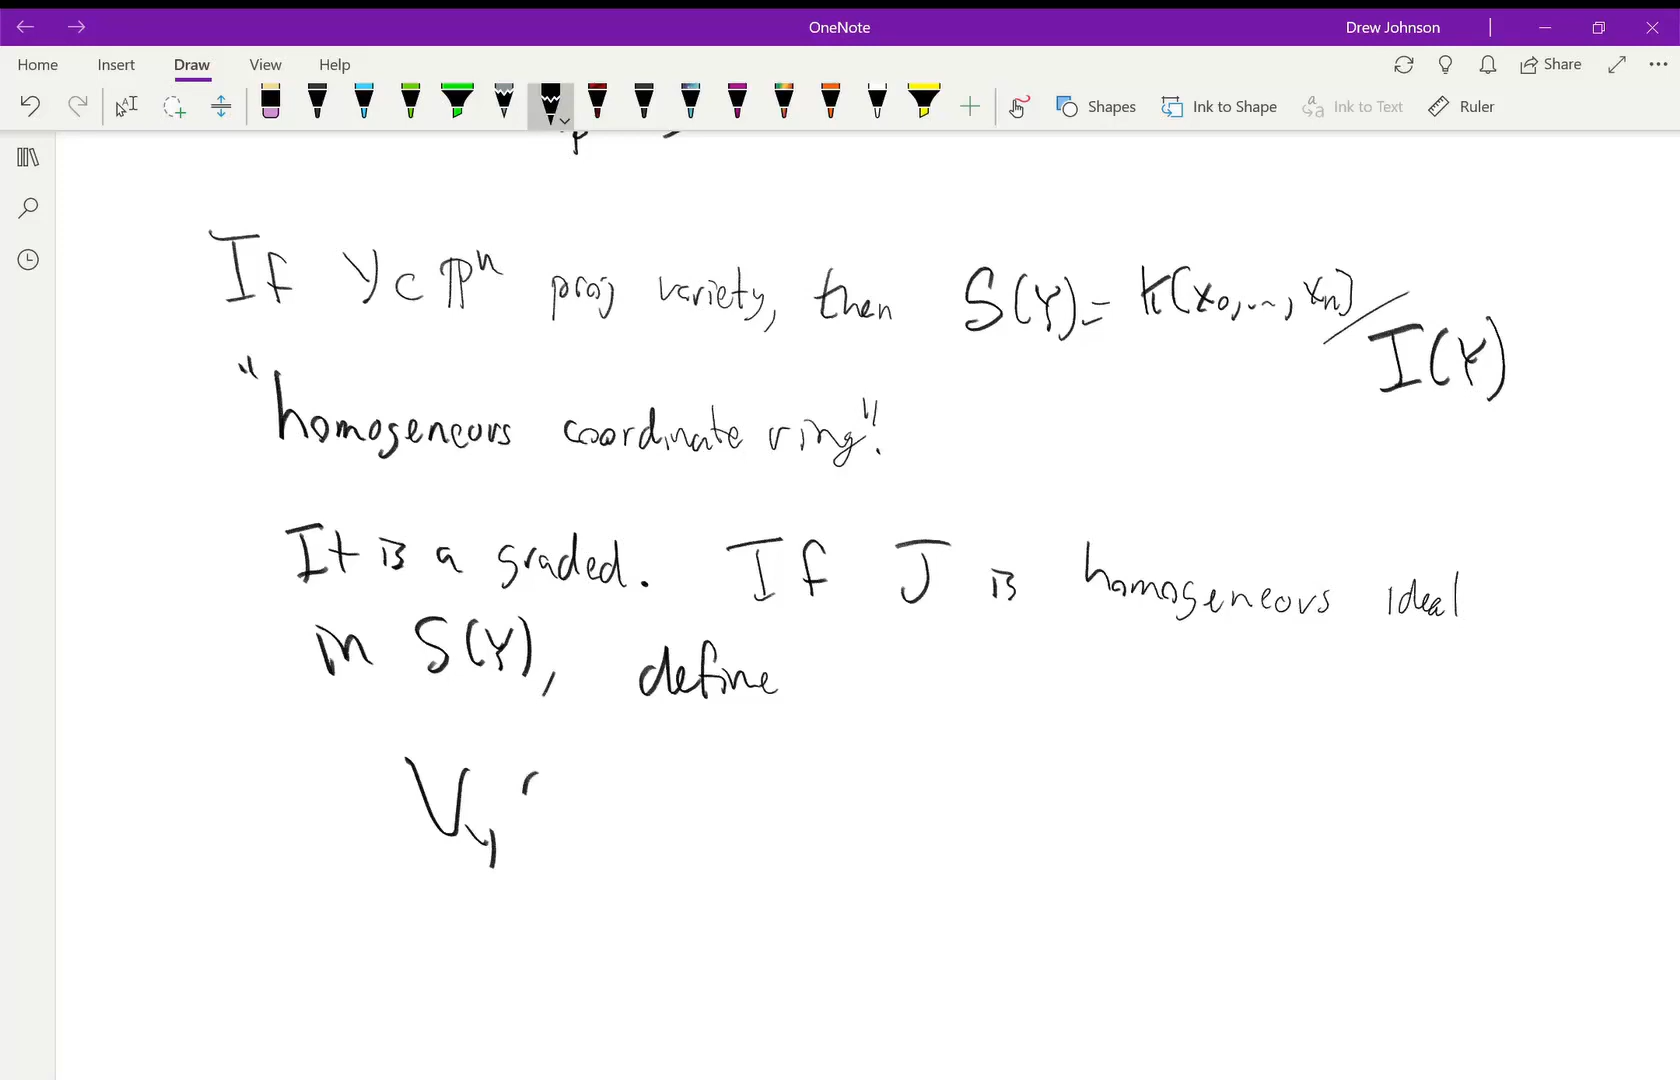 OneNote
Drew Johnson
Home Insert Draw View Help
Share
Shapes Ink to Shape Ink to Text Ruler
If Y ⊂ ℙⁿ proj variety, then S(Y) = k[x₀, ..., xₙ] / I(Y)
"homogeneous coordinate ring".
It is a graded. If J is homogeneous ideal
in S(Y), define
V_Y (